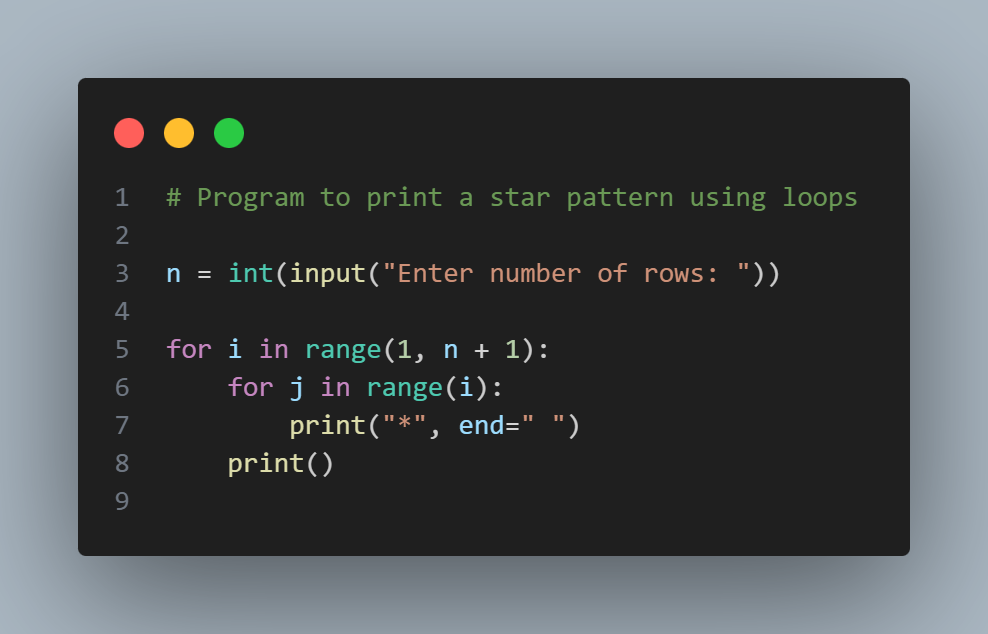 1 # Program to print a star pattern using loops
2
3 n = int(input("Enter number of rows: "))
4
5 for i in range(1, n + 1):
6     for j in range(i):
7         print("*", end=" ")
8     print()
9